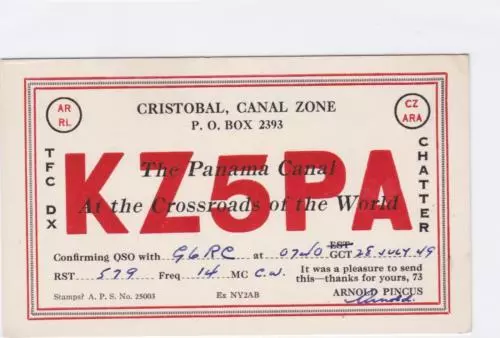 AR
RL
CZ
ARA
CRISTOBAL, CANAL ZONE
P. O. BOX 2393
TFC DX
CHATTER
KZ5PA
The Panama Canal
At the Crossroads of the World
Confirming QSO with G6RC at 0740 EST GCT 28 JULY 49
RST 579 Freq 14 MC C.W. It was a pleasure to send
this—thanks for yours, 73
Stamps? A. P. S. No. 25003 Ex NY2AB ARNOLD PINCUS
Arnold